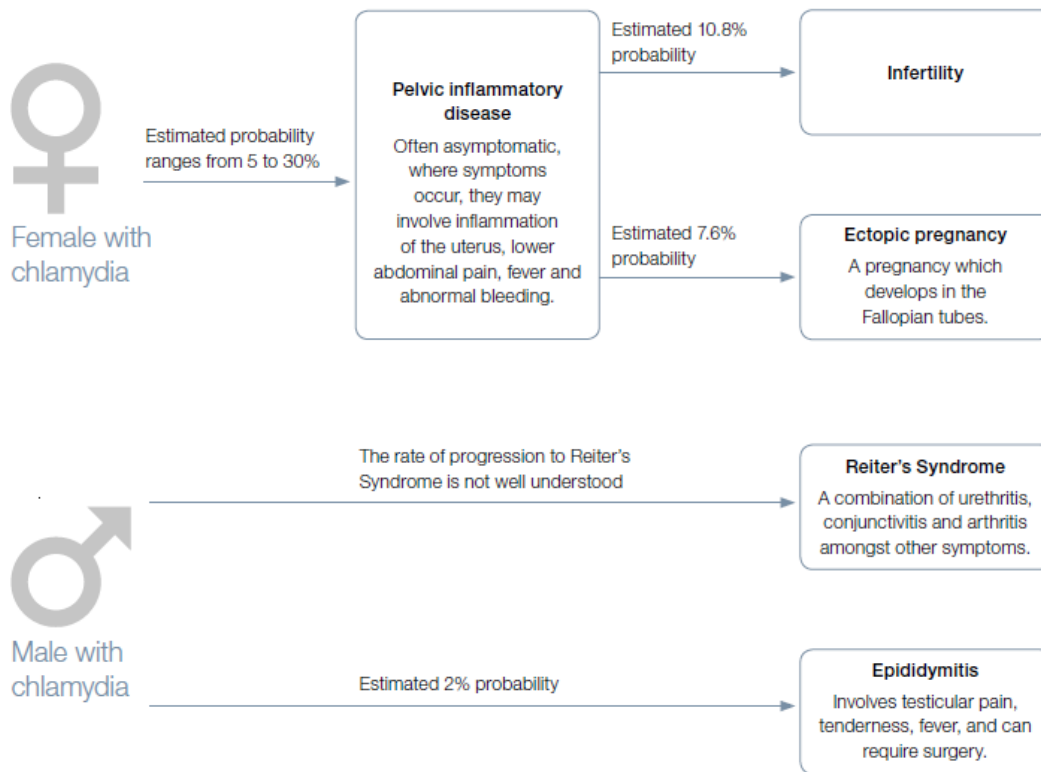 Female with
chlamydia
Estimated probability
ranges from 5 to 30%
Pelvic inflammatory
disease
Often asymptomatic,
where symptoms
occur, they may
involve inflammation
of the uterus, lower
abdominal pain, fever and
abnormal bleeding.
Estimated 10.8%
probability
Infertility
Estimated 7.6%
probability
Ectopic pregnancy
A pregnancy which
develops in the
Fallopian tubes.
Male with
chlamydia
The rate of progression to Reiter's
Syndrome is not well understood
Reiter's Syndrome
A combination of urethritis,
conjunctivitis and arthritis
amongst other symptoms.
Estimated 2% probability
Epididymitis
Involves testicular pain,
tenderness, fever, and can
require surgery.